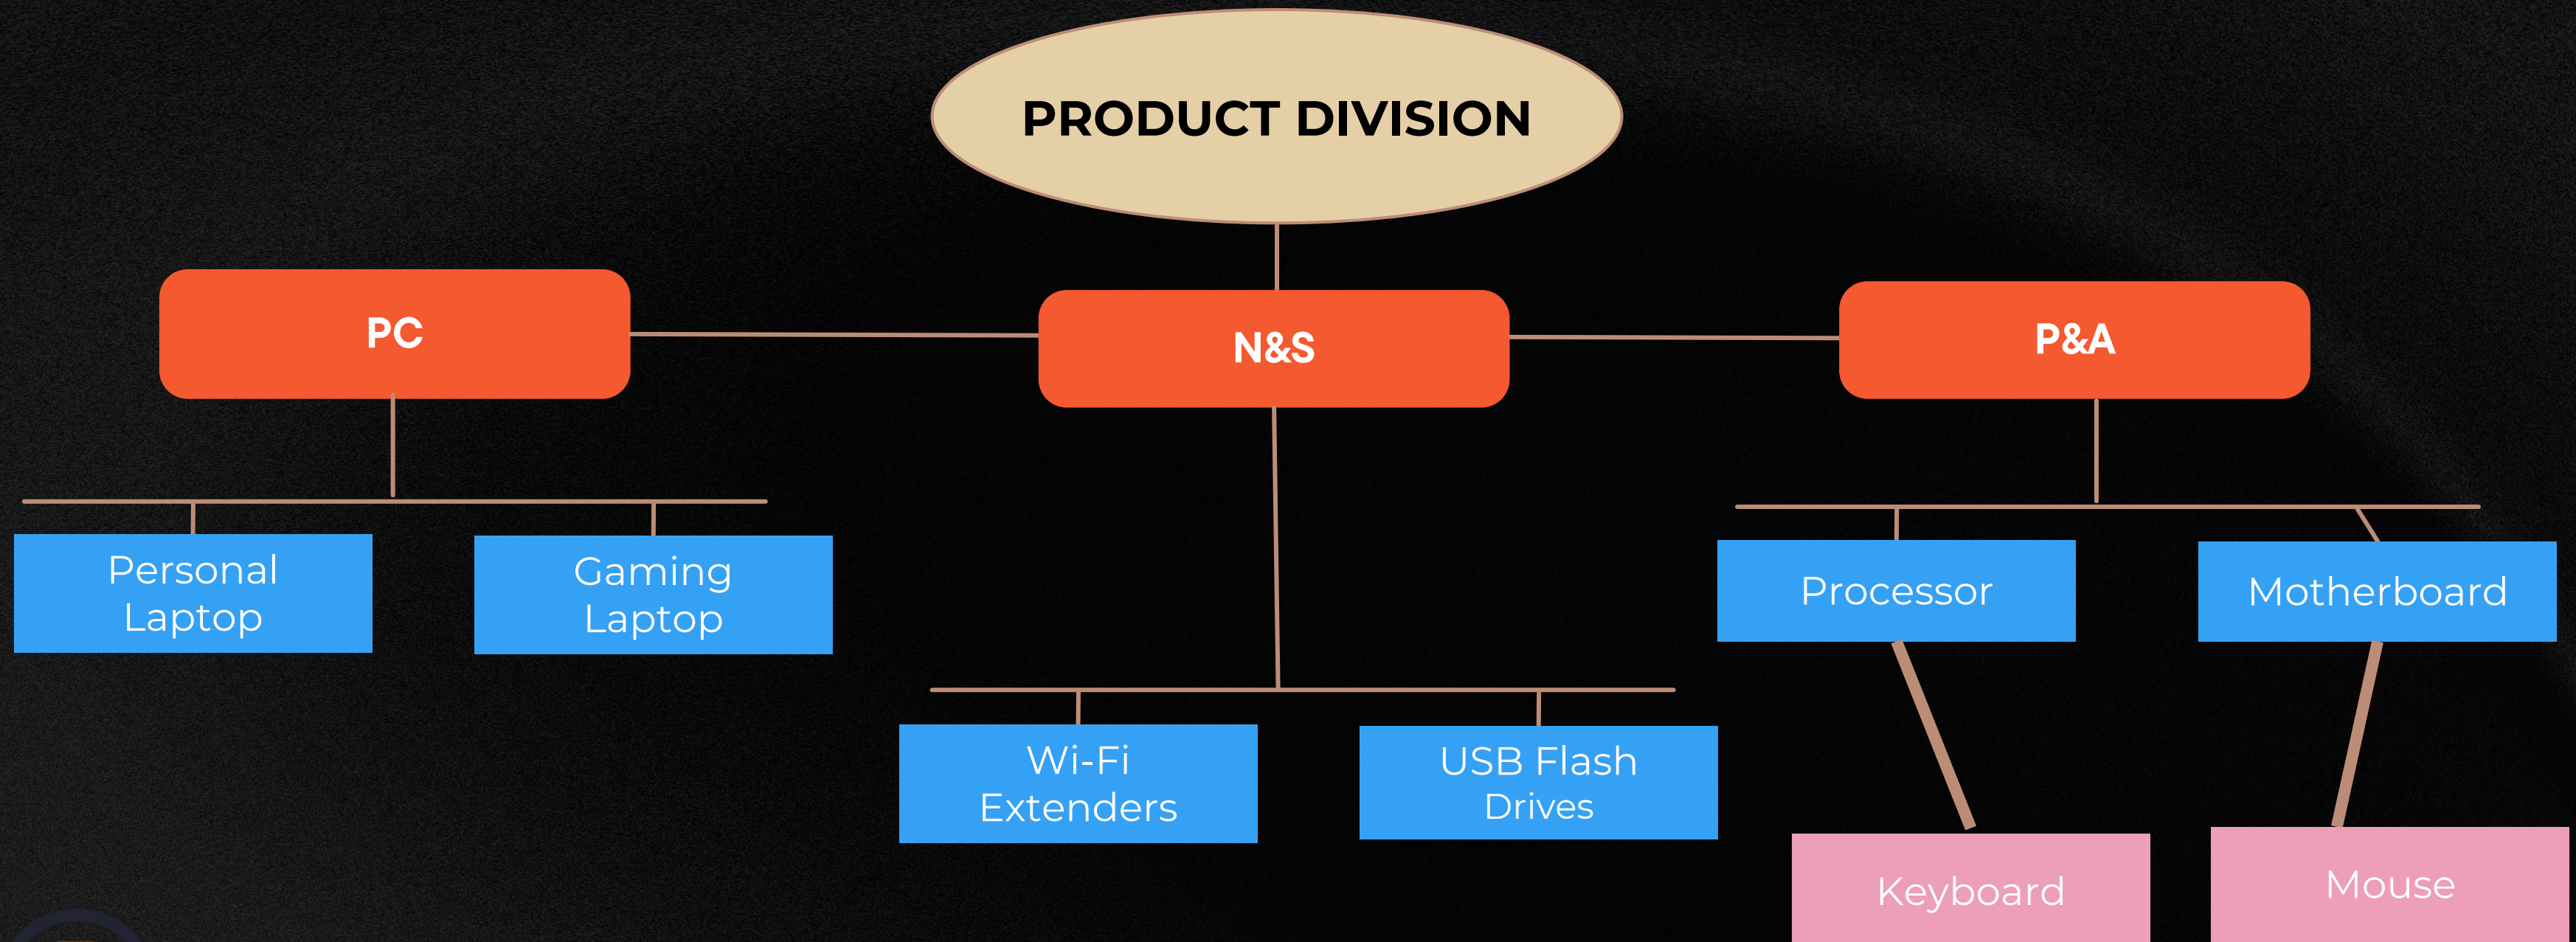 PRODUCT DIVISION
PC
N&S
P&A
Personal
Laptop
Gaming
Laptop
Processor
Motherboard
Wi-Fi
Extenders
USB Flash
Drives
Keyboard
Mouse